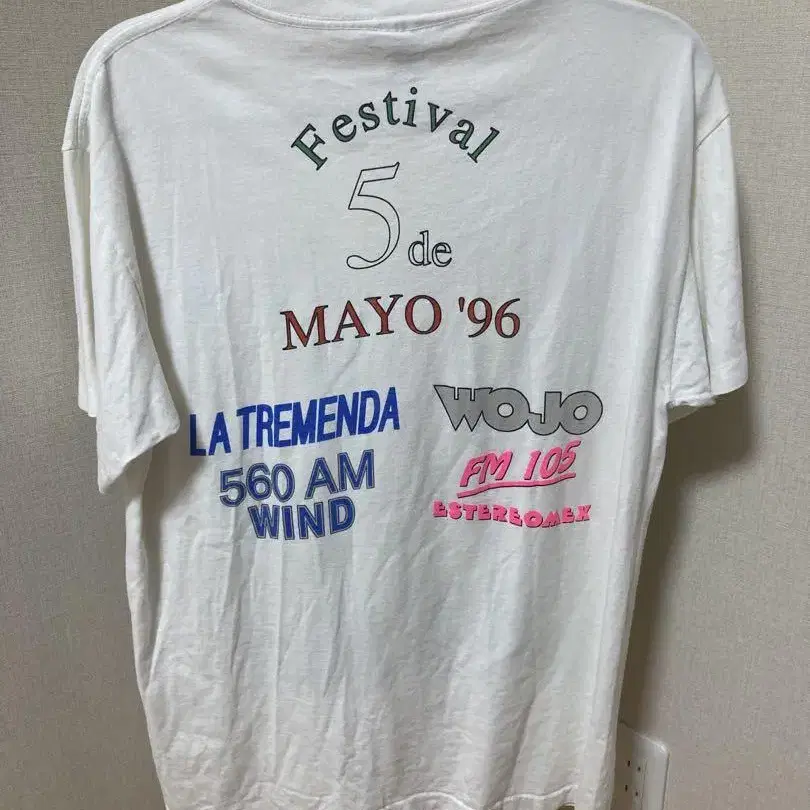 Festival
5 de
MAYO '96
LA TREMENDA
560 AM
WIND
WOJO
FM 105
ESTEREOMEX